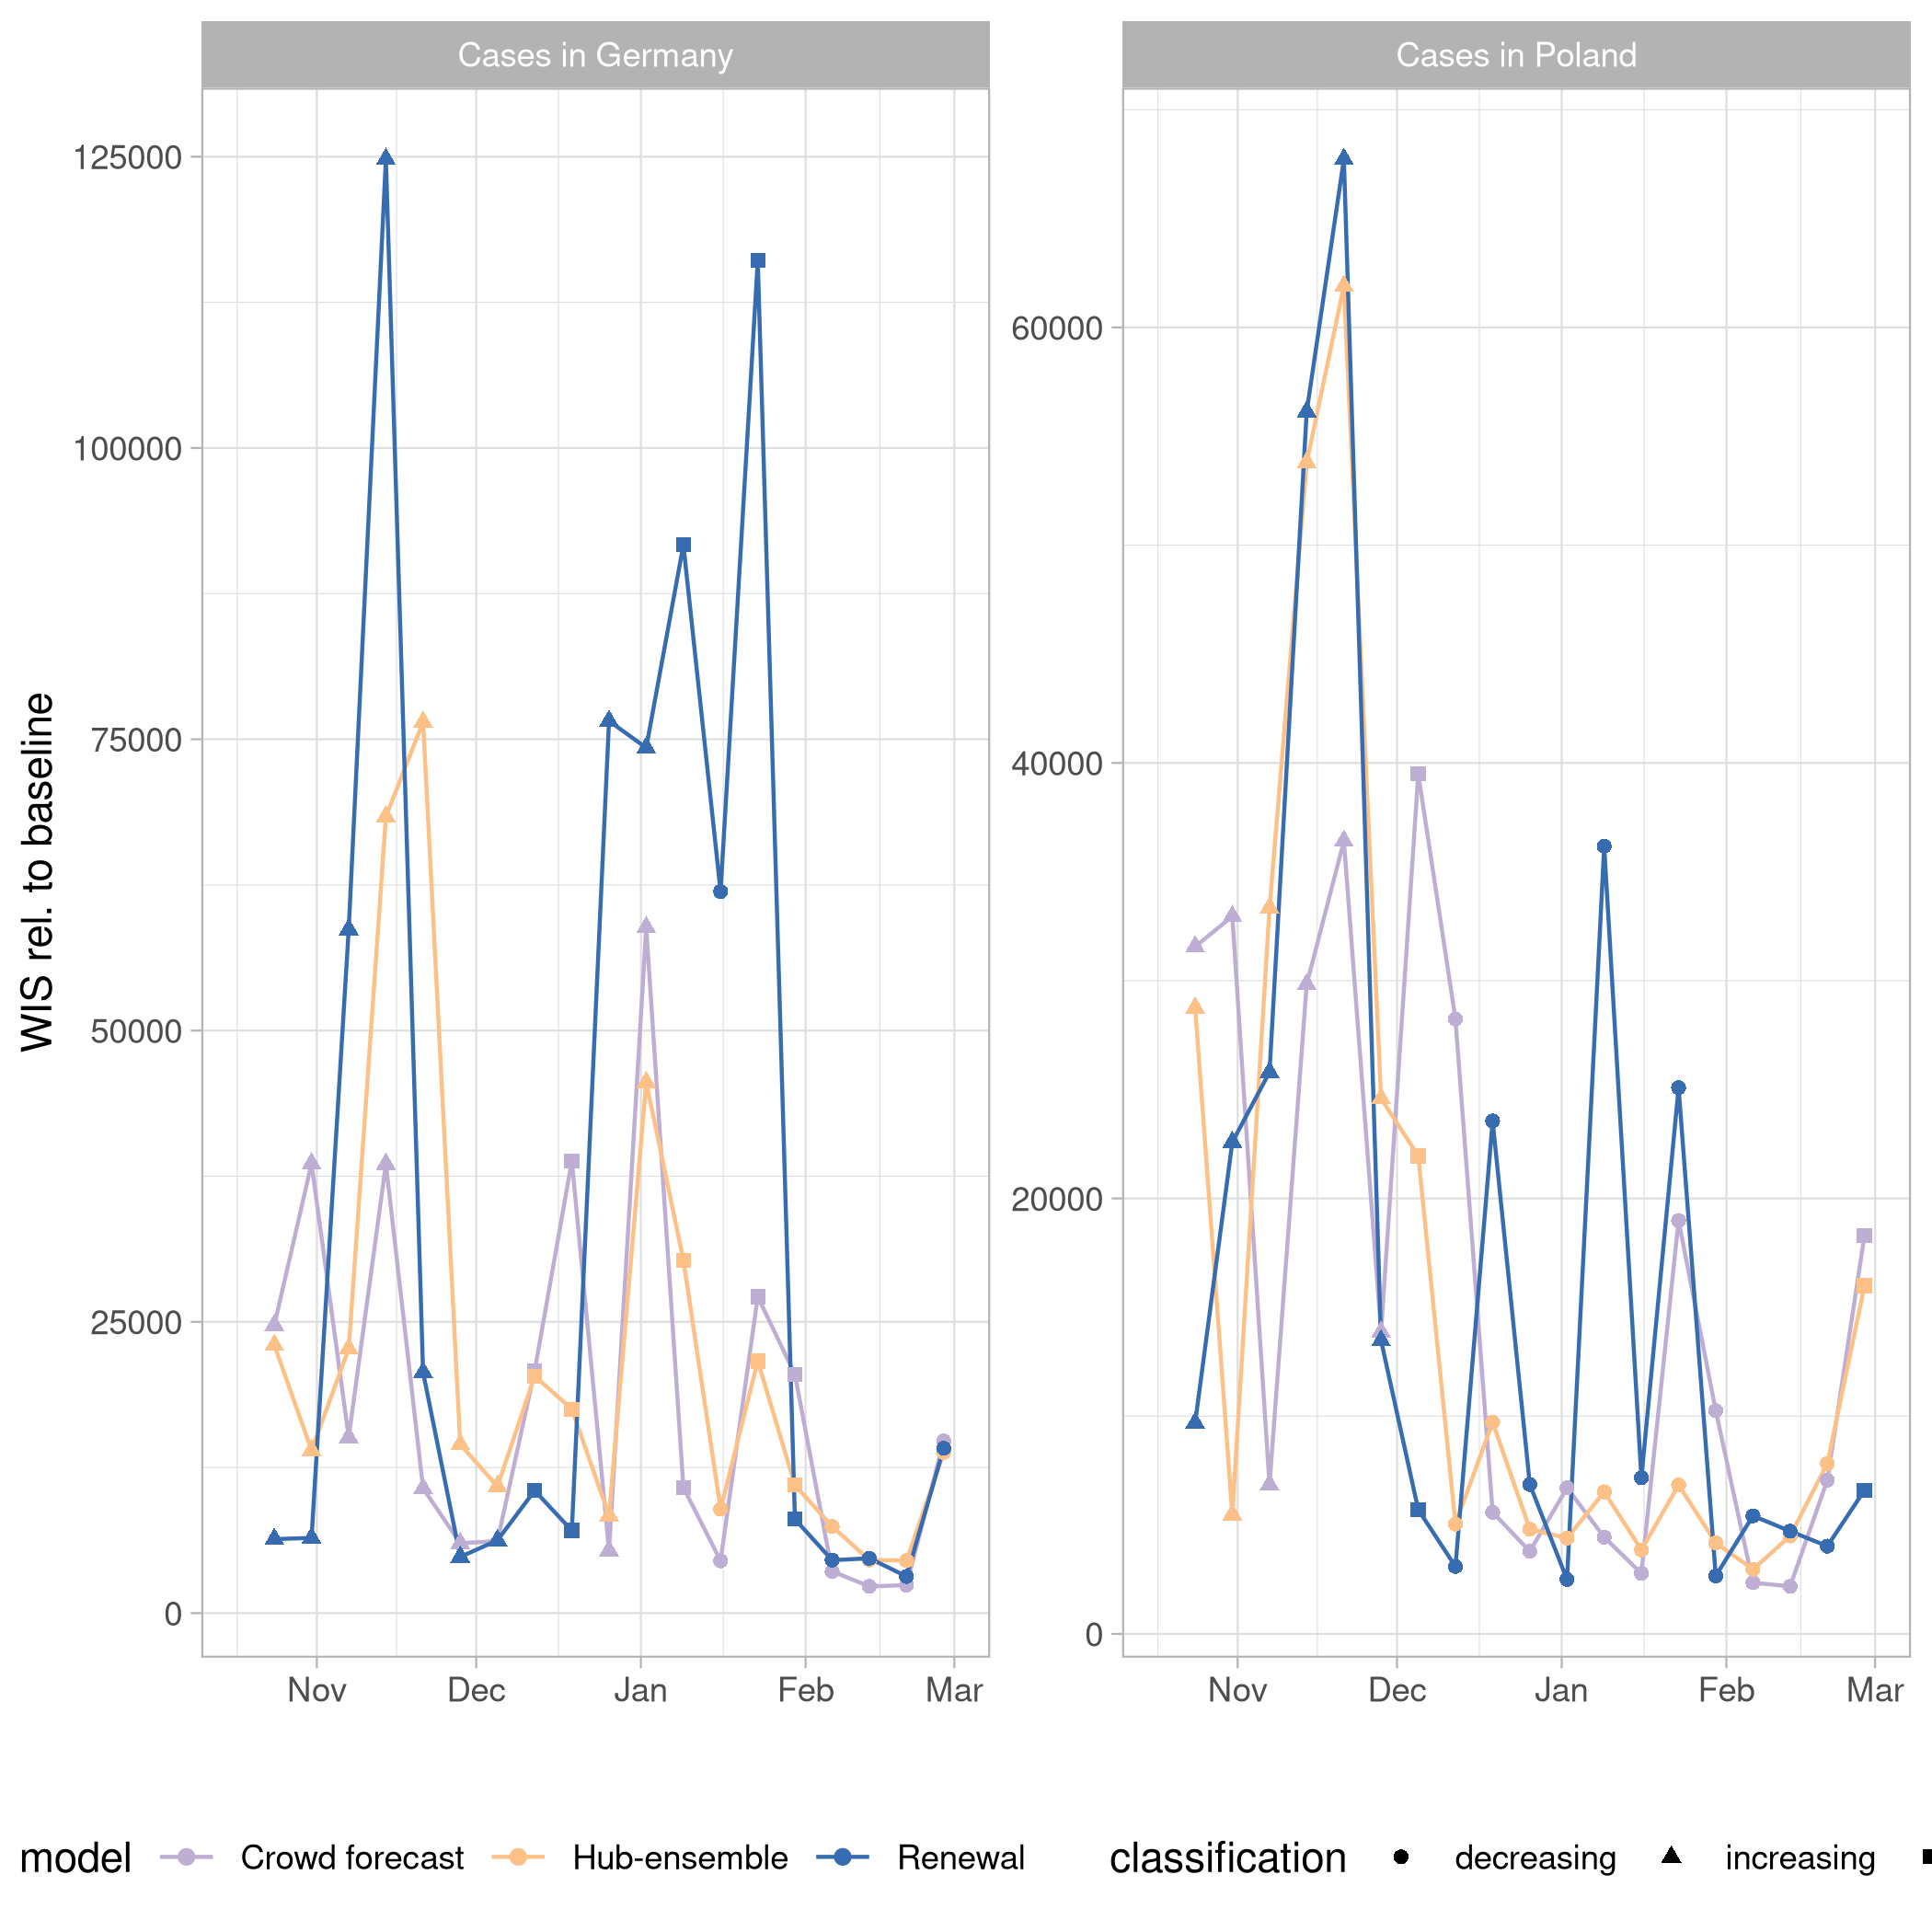 Cases in Germany
Cases in Poland
WIS rel. to baseline
125000
100000
75000
50000
25000
0
60000
40000
20000
0
Nov Dec Jan Feb Mar
Nov Dec Jan Feb Mar
model Crowd forecast Hub-ensemble Renewal classification decreasing increasing